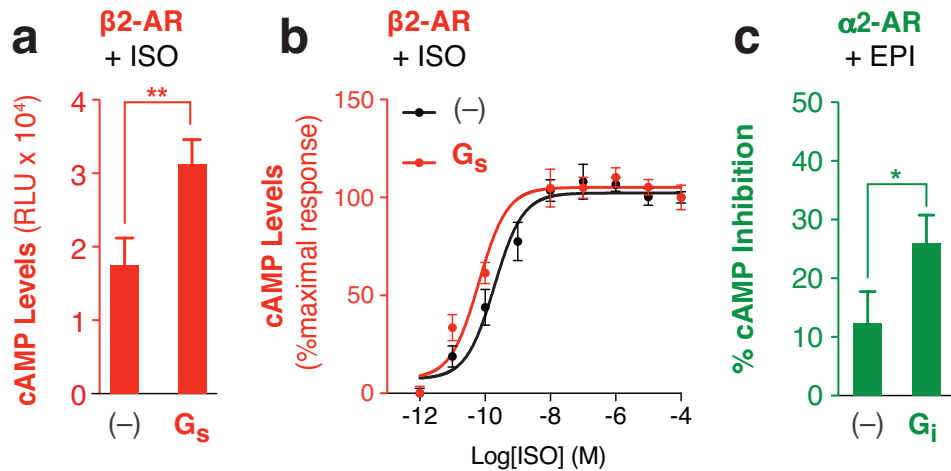 a
β2-AR
+ ISO
**
cAMP Levels (RLU x 10⁴)
4
3
2
1
0
(–)
Gs
b
β2-AR
+ ISO
(–)
Gs
cAMP Levels
(%maximal response)
150
100
50
0
-12
-10
-8
-6
-4
Log[ISO] (M)
c
α2-AR
+ EPI
*
% cAMP Inhibition
50
40
30
20
10
0
(–)
Gi